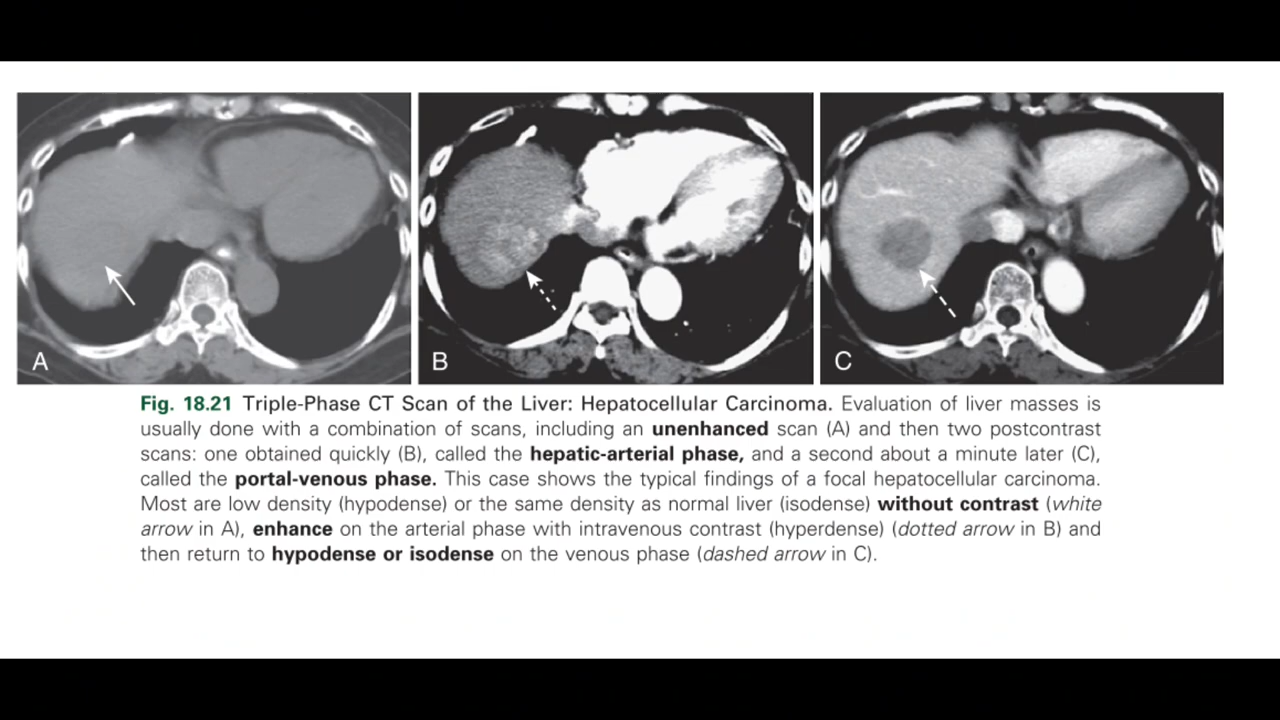 A
B
C
Fig. 18.21 Triple-Phase CT Scan of the Liver: Hepatocellular Carcinoma. Evaluation of liver masses is
usually done with a combination of scans, including an unenhanced scan (A) and then two postcontrast
scans: one obtained quickly (B), called the hepatic-arterial phase, and a second about a minute later (C),
called the portal-venous phase. This case shows the typical findings of a focal hepatocellular carcinoma.
Most are low density (hypodense) or the same density as normal liver (isodense) without contrast (white
arrow in A), enhance on the arterial phase with intravenous contrast (hyperdense) (dotted arrow in B) and
then return to hypodense or isodense on the venous phase (dashed arrow in C).